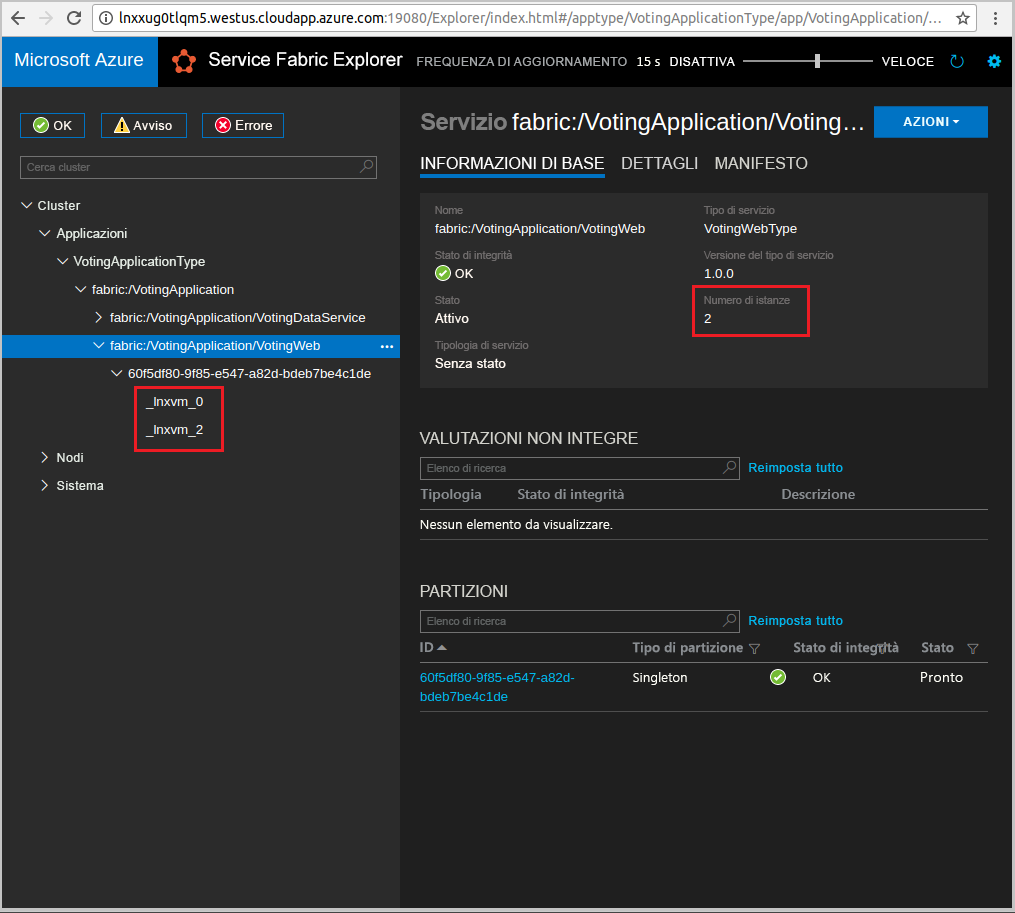 lnxxug0tlqm5.westus.cloudapp.azure.com:19080/Explorer/index.html#/apptype/VotingApplicationType/app/VotingApplication/...
Microsoft Azure
Service Fabric Explorer
FREQUENZA DI AGGIORNAMENTO 15 s DISATTIVA
VELOCE
OK
Avviso
Errore
Cerca cluster
Cluster
Applicazioni
VotingApplicationType
fabric:/VotingApplication
fabric:/VotingApplication/VotingDataService
fabric:/VotingApplication/VotingWeb
60f5df80-9f85-e547-a82d-bdeb7be4c1de
_lnxvm_0
_lnxvm_2
Nodi
Sistema
Servizio fabric:/VotingApplication/Voting...
AZIONI
INFORMAZIONI DI BASE DETTAGLI MANIFESTO
Nome
fabric:/VotingApplication/VotingWeb
Tipo di servizio
VotingWebType
Stato di integrità
OK
Versione del tipo di servizio
1.0.0
Stato
Attivo
Numero di istanze
2
Tipologia di servizio
Senza stato
VALUTAZIONI NON INTEGRE
Elenco di ricerca
Reimposta tutto
Tipologia Stato di integrità Descrizione
Nessun elemento da visualizzare.
PARTIZIONI
Elenco di ricerca
Reimposta tutto
ID Tipo di partizione Stato di integrità Stato
60f5df80-9f85-e547-a82d- Singleton OK Pronto
bdeb7be4c1de